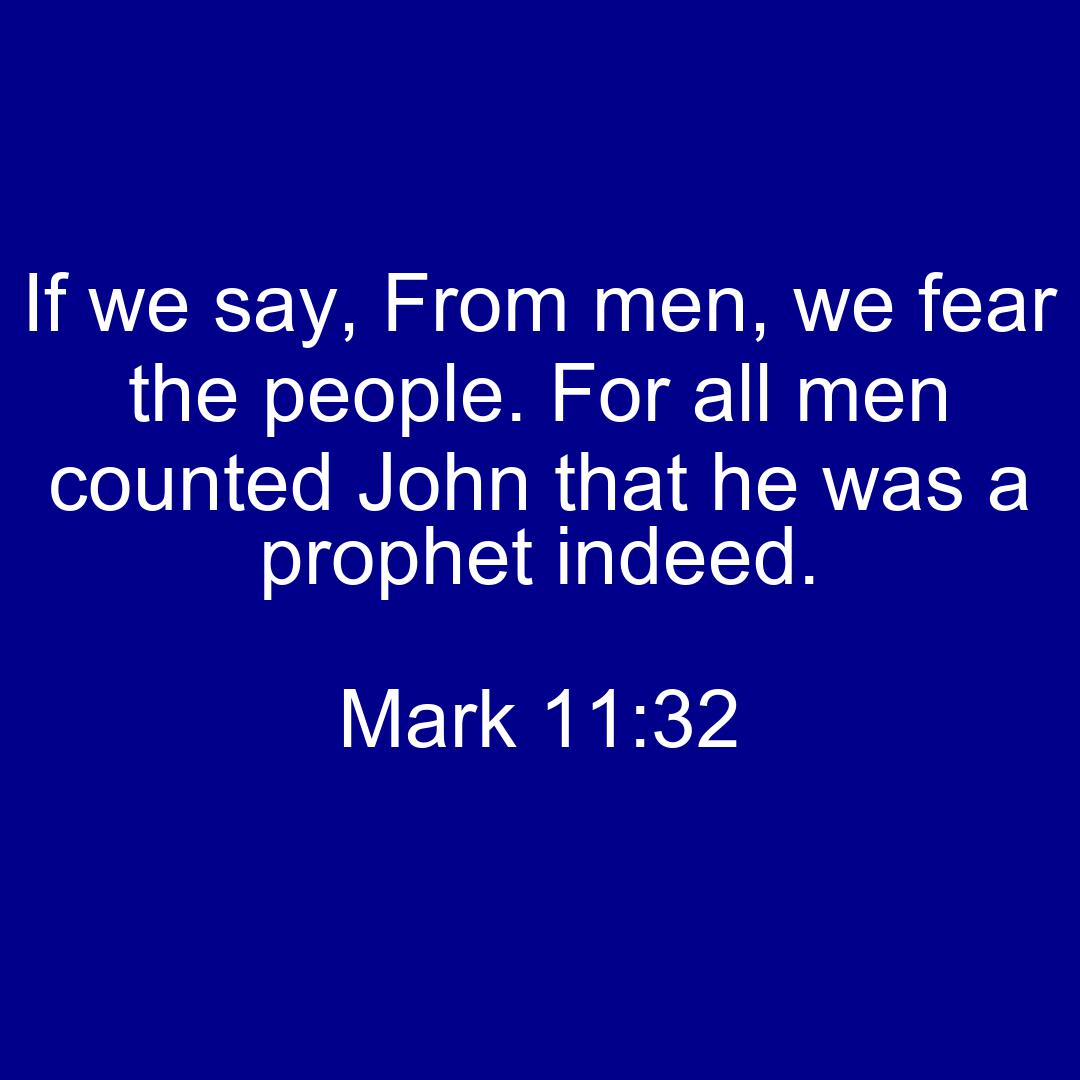 If we say, From men, we fear
the people. For all men
counted John that he was a
prophet indeed.
Mark 11:32